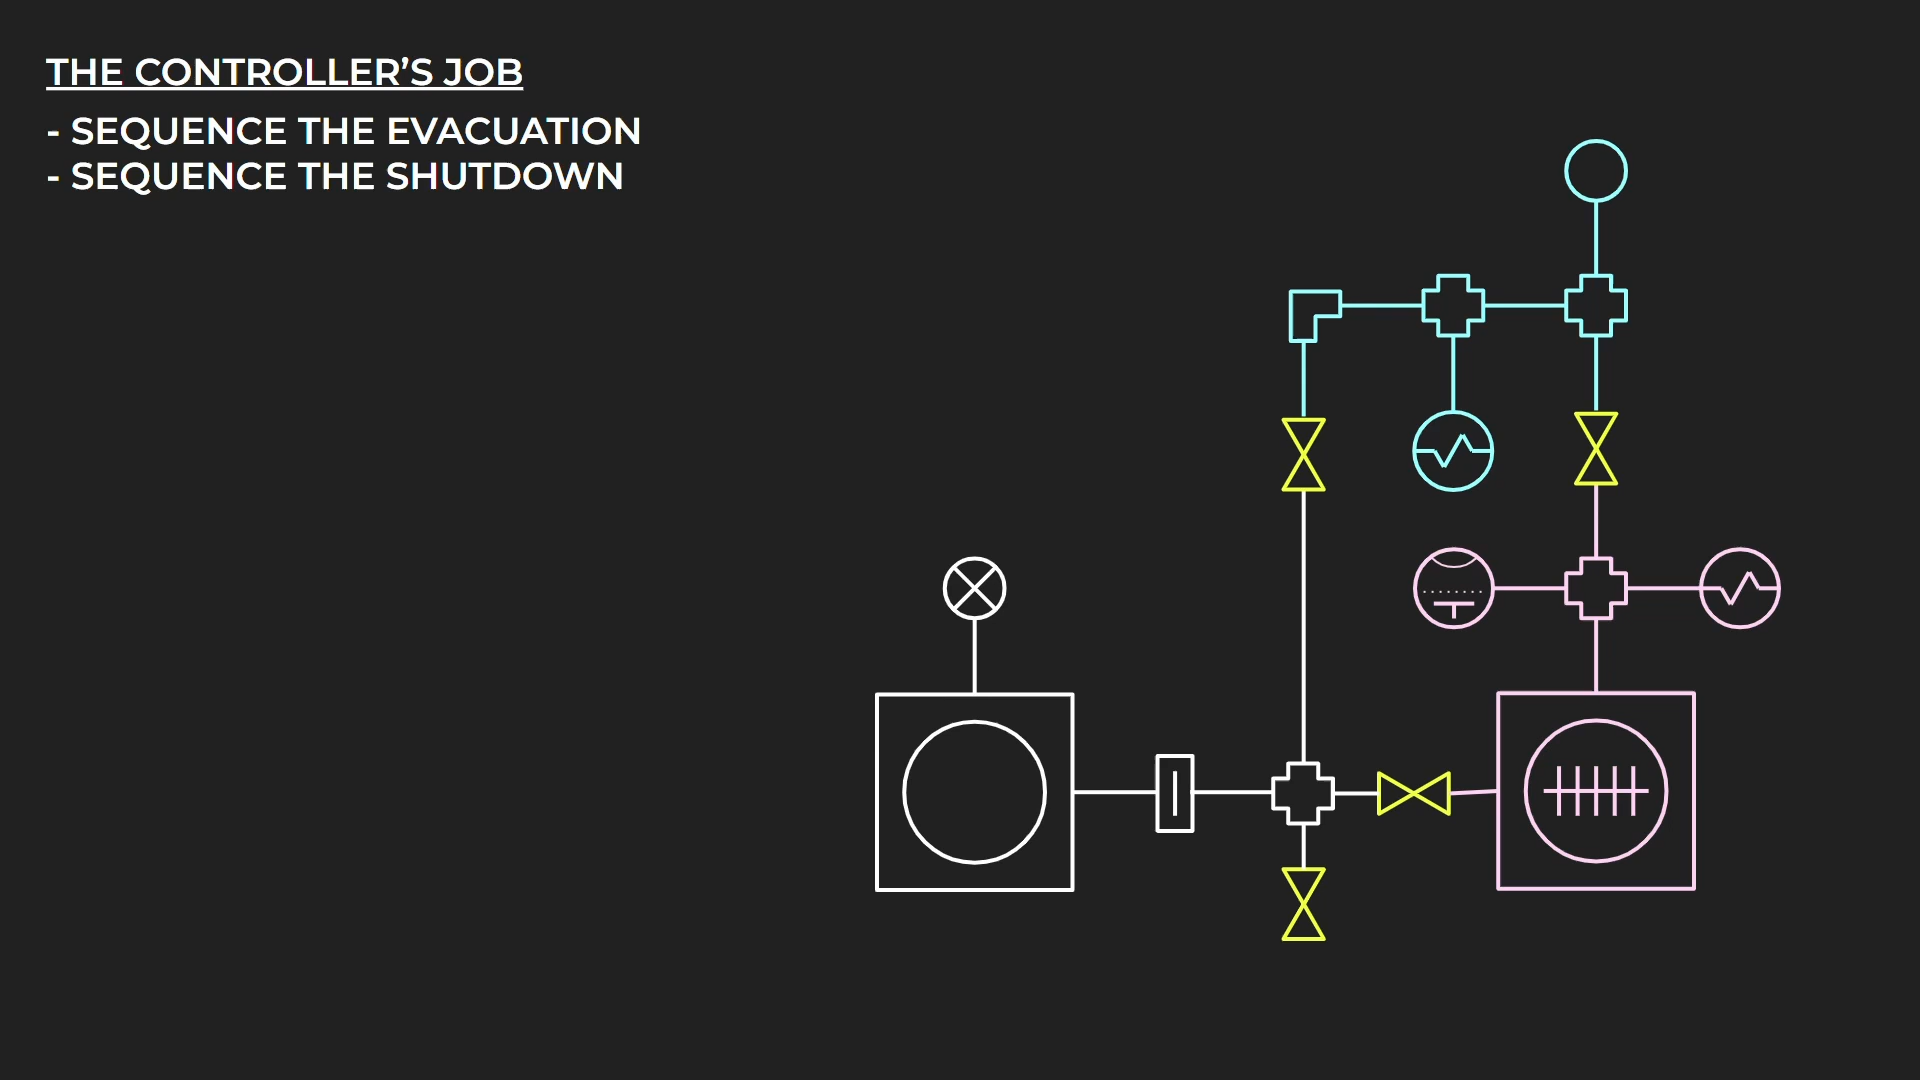 THE CONTROLLER’S JOB
- SEQUENCE THE EVACUATION
- SEQUENCE THE SHUTDOWN